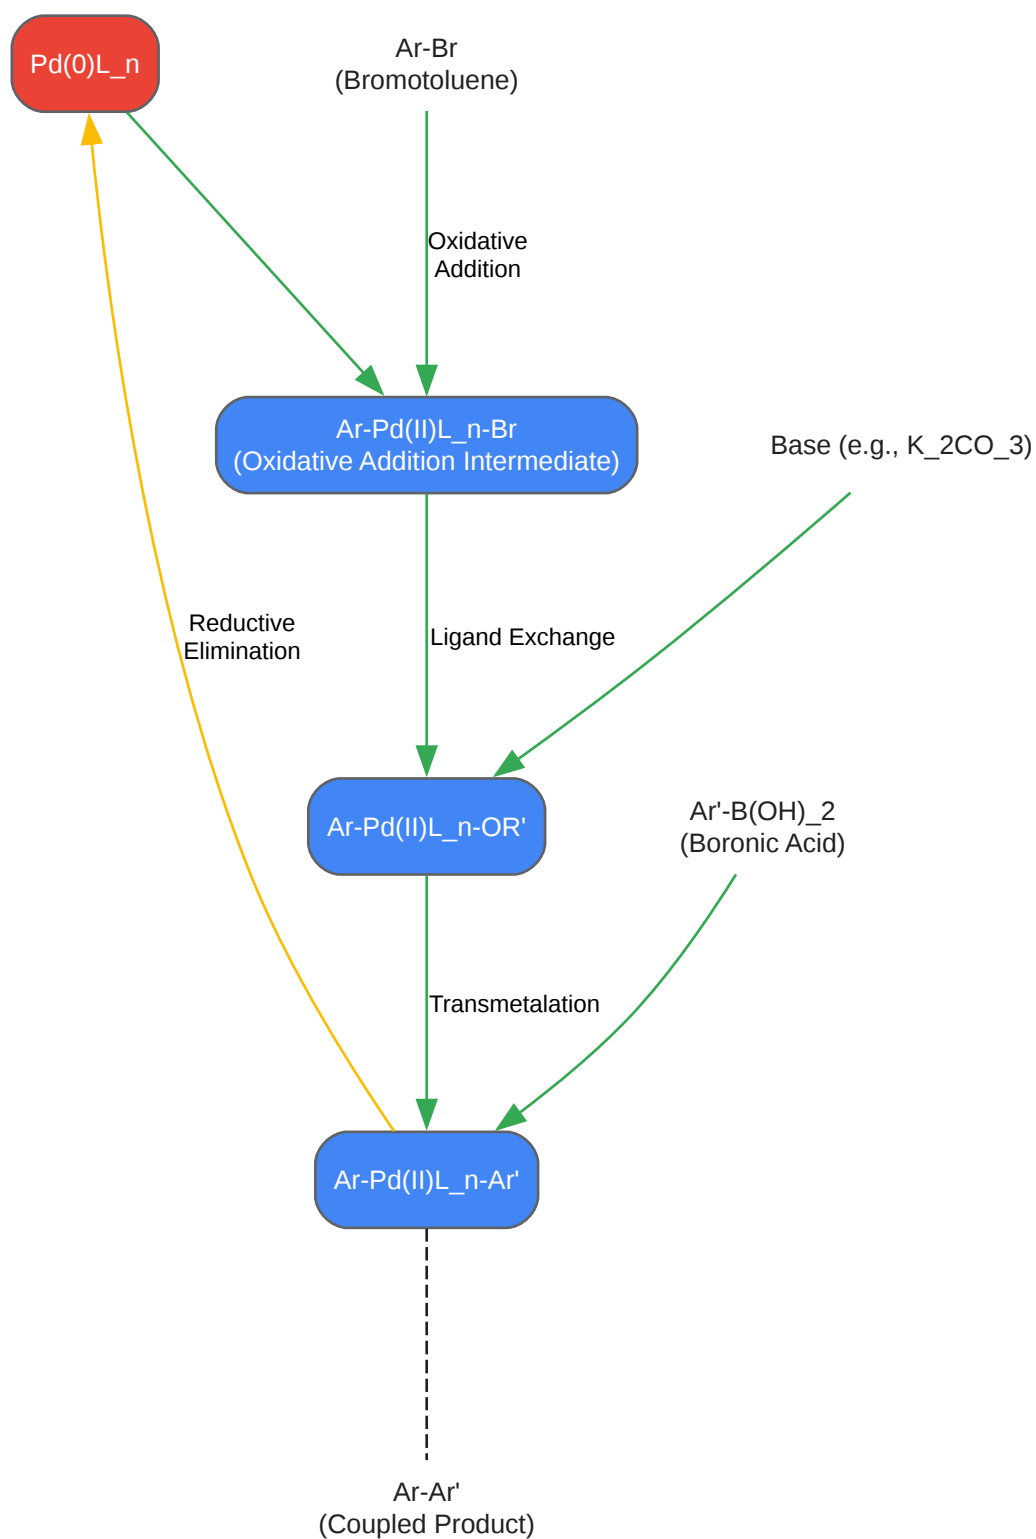 Pd(0)L_n
Ar-Br
(Bromotoluene)
Oxidative
Addition
Ar-Pd(II)L_n-Br
(Oxidative Addition Intermediate)
Base (e.g., K_2CO_3)
Reductive
Elimination
Ligand Exchange
Ar-Pd(II)L_n-OR'
Ar'-B(OH)_2
(Boronic Acid)
Transmetalation
Ar-Pd(II)L_n-Ar'
Ar-Ar'
(Coupled Product)